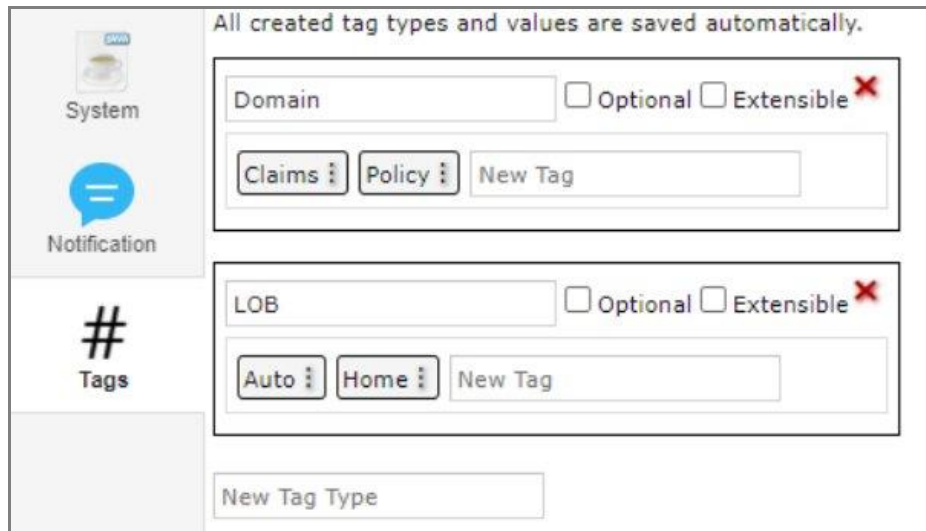 All created tag types and values are saved automatically.
JAVA
System
Domain Optional Extensible
Claims Policy New Tag
Notification
LOB Optional Extensible
#
Tags
Auto Home New Tag
New Tag Type